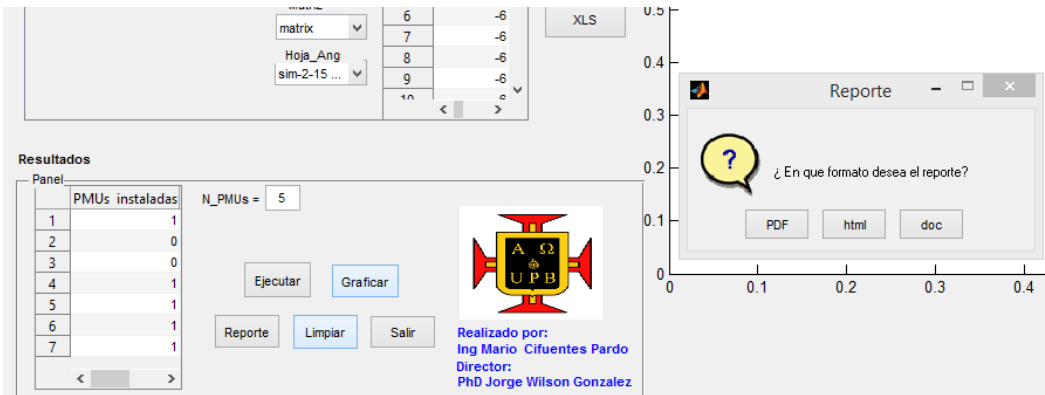 Matriz
matrix
Hoja_Ang
sim-2-15 ...
6 -6
7 -6
8 -6
9 -6
10 -6
XLS
Resultados
Panel
PMUs instaladas
1 1
2 0
3 0
4 1
5 1
6 1
7 1
N_PMUs = 5
Ejecutar
Graficar
Reporte
Limpiar
Salir
Α Ω
UPB
Realizado por:
Ing Mario Cifuentes Pardo
Director:
PhD Jorge Wilson Gonzalez
0.5
0.4
0.3
0.2
0.1
0
0 0.1 0.2 0.3 0.4
Reporte
?
¿ En que formato desea el reporte?
PDF
html
doc